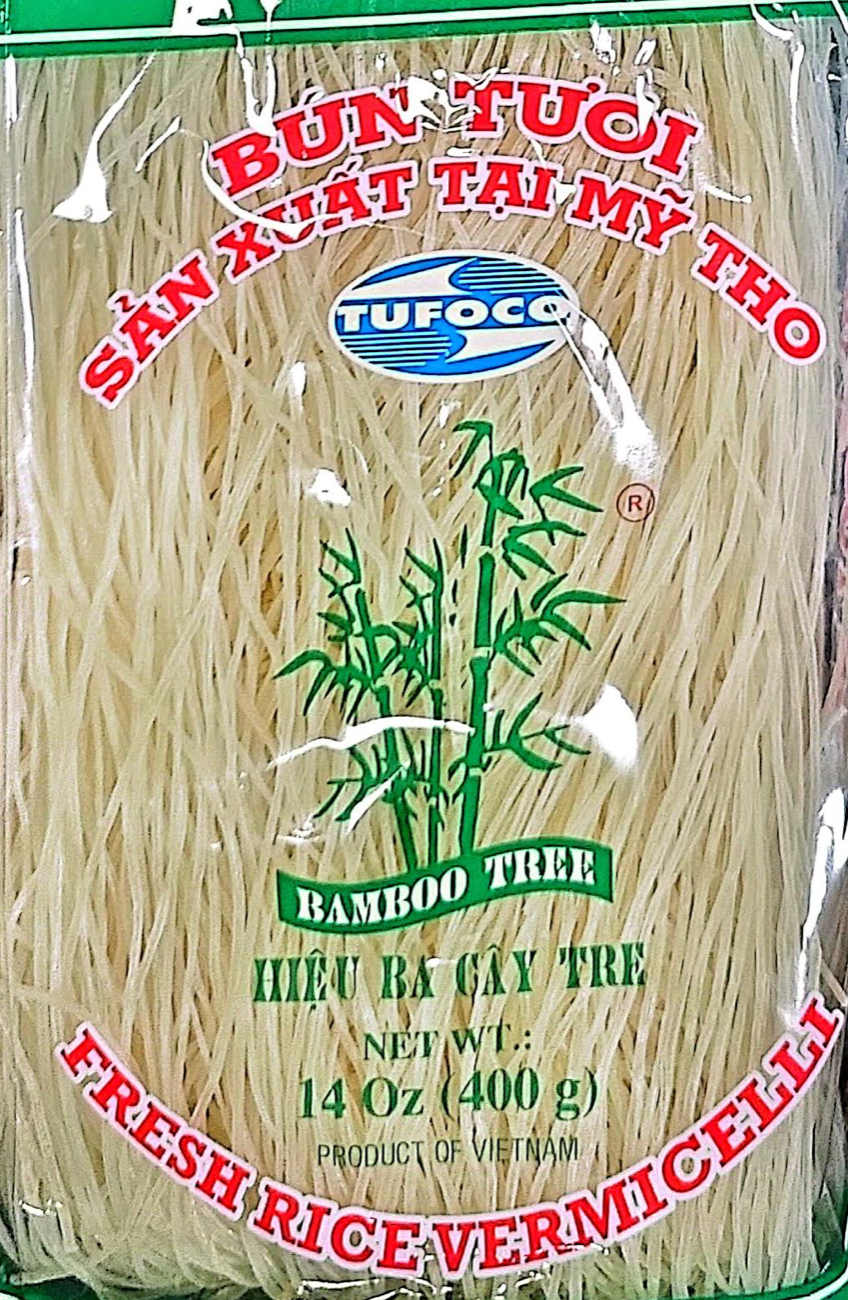 BÚN TƯƠI
SẢN XUẤT TẠI MỸ THO
TUFOCO
®
BAMBOO TREE
HIỆU BA CÂY TRE
NET WT.:
14 Oz (400 g)
PRODUCT OF VIETNAM
FRESH RICE VERMICELLI